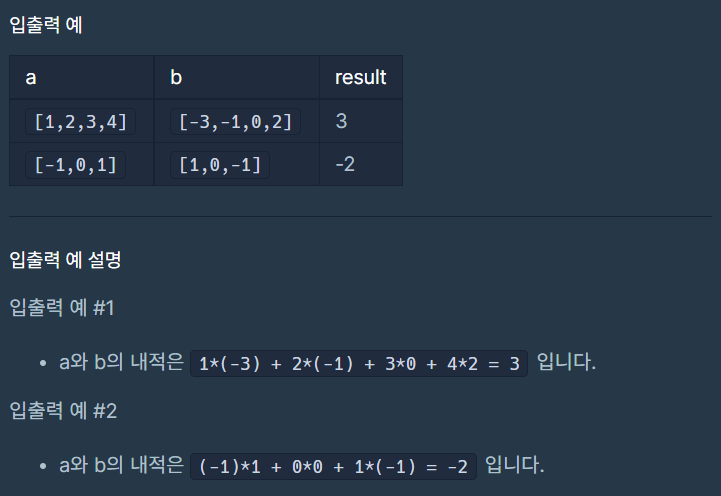 입출력 예
a b result
[1,2,3,4] [-3,-1,0,2] 3
[-1,0,1] [1,0,-1] -2
입출력 예 설명
입출력 예 #1
• a와 b의 내적은 1*(-3) + 2*(-1) + 3*0 + 4*2 = 3 입니다.
입출력 예 #2
• a와 b의 내적은 (-1)*1 + 0*0 + 1*(-1) = -2 입니다.